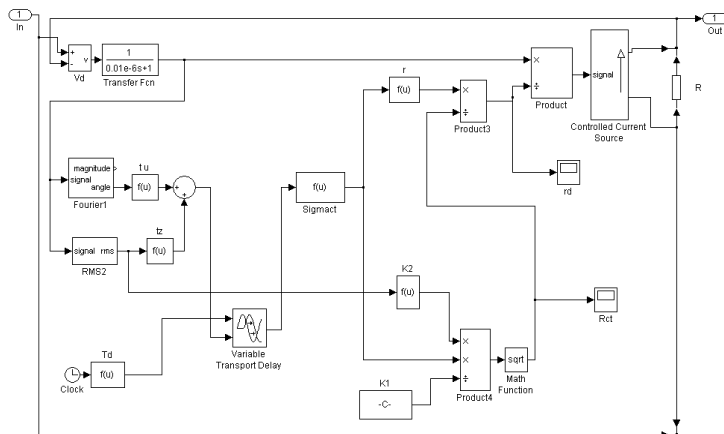 1
In
1
Out
+
-
v
Vd
1
0.01e-6s+1
Transfer Fcn
r
f(u)
×
÷
Product3
×
÷
Product
signal
Controlled Current
Source
R
rd
magnitude
signal
angle
Fourier1
tu
f(u)
+
+
f(u)
Sigmact
tz
signal rms
f(u)
RMS2
K2
f(u)
Rct
Variable
Transport Delay
Td
f(u)
Clock
×
×
÷
Product4
sqrt
Math
Function
K1
-C-